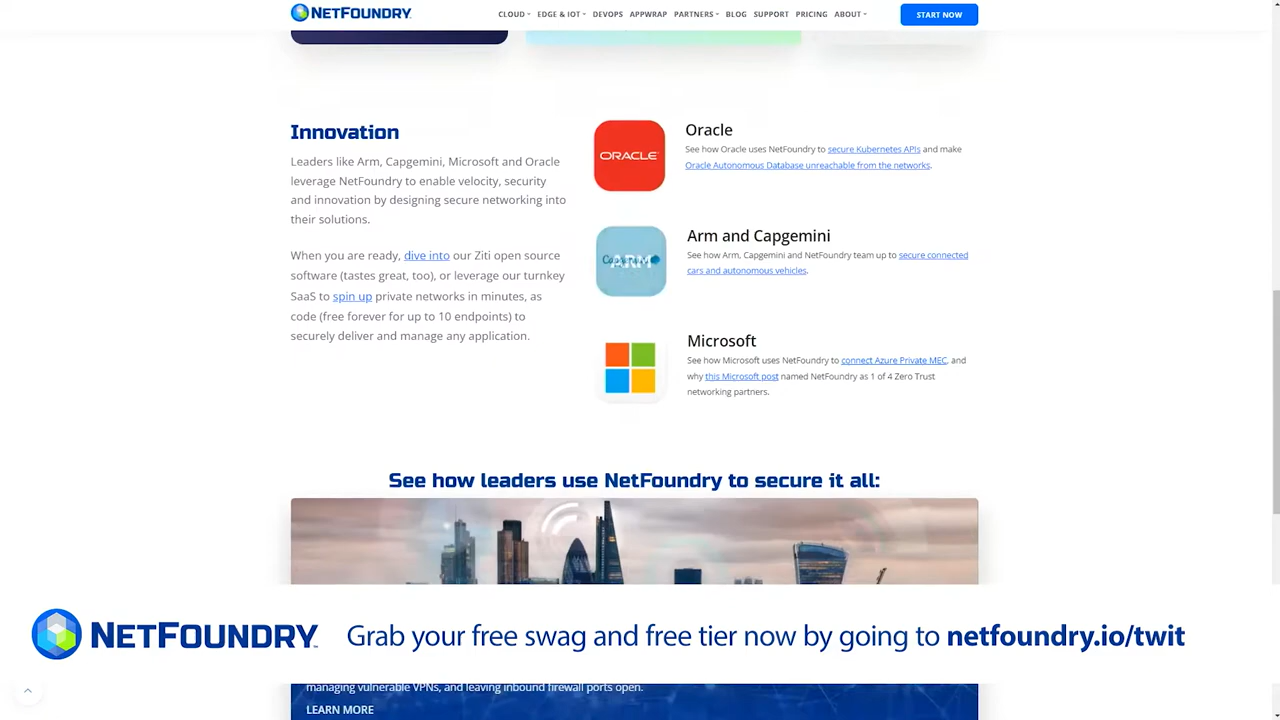 NETFOUNDRY
CLOUD EDGE & IOT DEVOPS APPWRAP PARTNERS BLOG SUPPORT PRICING ABOUT START NOW
Innovation
Leaders like Arm, Capgemini, Microsoft and Oracle
leverage NetFoundry to enable velocity, security
and innovation by designing secure networking into
their solutions.
When you are ready, dive into our Ziti open source
software (tastes great, too), or leverage our turnkey
SaaS to spin up private networks in minutes, as
code (free forever for up to 10 endpoints) to
securely deliver and manage any application.
ORACLE
Oracle
See how Oracle uses NetFoundry to secure Kubernetes APIs and make
Oracle Autonomous Database unreachable from the networks.
Capgemini ARM
Arm and Capgemini
See how Arm, Capgemini and NetFoundry team up to secure connected
cars and autonomous vehicles.
Microsoft
See how Microsoft uses NetFoundry to connect Azure Private MEC, and
why this Microsoft post named NetFoundry as 1 of 4 Zero Trust
networking partners.
See how leaders use NetFoundry to secure it all:
NETFOUNDRY™ Grab your free swag and free tier now by going to netfoundry.io/twit
managing vulnerable VPNs, and leaving inbound firewall ports open.
LEARN MORE